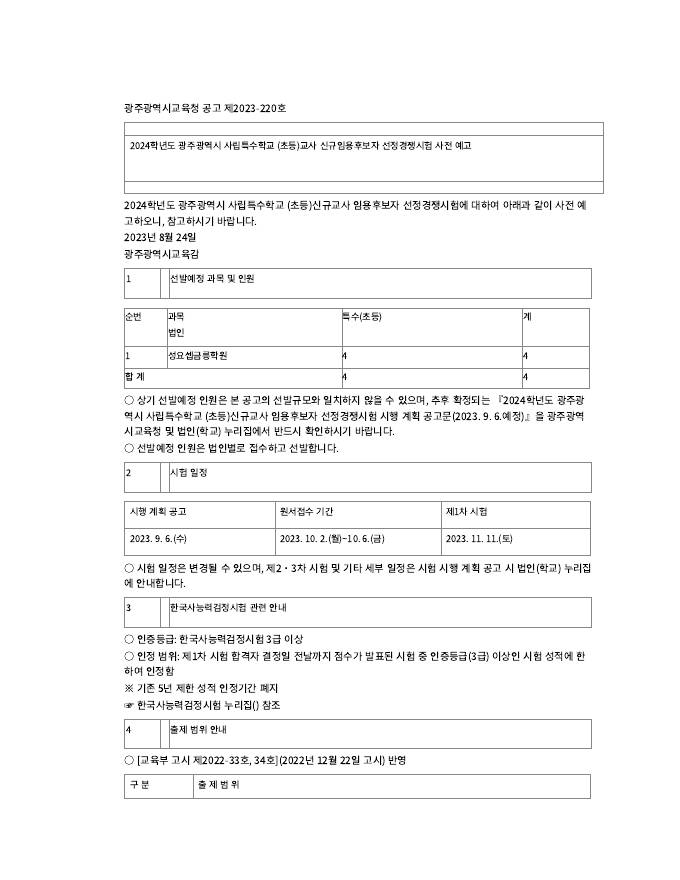 광주광역시교육청 공고 제2023-220호
2024학년도 광주광역시 사립특수학교 (초등)교사 신규임용후보자 선정경쟁시험 사전 예고
2024학년도 광주광역시 사립특수학교 (초등)신규교사 임용후보자 선정경쟁시험에 대하여 아래과 같이 사전 예
고하오니, 참고하시기 바랍니다.
2023년 8월 24일
광주광역시교육감
1 선발예정 과목 및 인원
순번 과목 특수(초등) 계
법인
1 성요셉금릉학원 4 4
합 계 4 4
○ 상기 선발예정 인원은 본 공고의 선발규모와 일치하지 않을 수 있으며, 추후 확정되는 『2024학년도 광주광
역시 사립특수학교 (초등)신규교사 임용후보자 선정경쟁시험 시행 계획 공고문(2023. 9. 6.예정)』을 광주광역
시교육청 및 법인(학교) 누리집에서 반드시 확인하시기 바랍니다.
○ 선발예정 인원은 법인별로 접수하고 선발합니다.
2 시험 일정
시행 계획 공고 원서접수 기간 제1차 시험
2023. 9. 6.(수) 2023. 10. 2.(월)~10. 6.(금) 2023. 11. 11.(토)
○ 시험 일정은 변경될 수 있으며, 제2・3차 시험 및 기타 세부 일정은 시험 시행 계획 공고 시 법인(학교) 누리집
에 안내합니다.
3 한국사능력검정시험 관련 안내
○ 인증등급: 한국사능력검정시험 3급 이상
○ 인정 범위: 제1차 시험 합격자 결정일 전날까지 점수가 발표된 시험 중 인증등급(3급) 이상인 시험 성적에 한
하여 인정함
※ 기존 5년 제한 성적 인정기간 폐지
☞ 한국사능력검정시험 누리집() 참조
4 출제 범위 안내
○ [교육부 고시 제2022-33호, 34호](2022년 12월 22일 고시) 반영
구 분 출 제 범 위